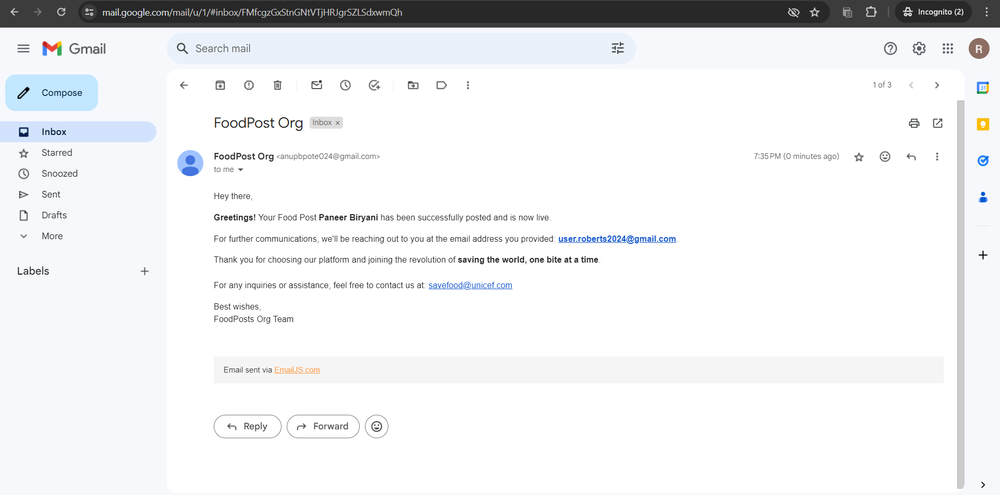 mail.google.com/mail/u/1/#inbox/FMfcgzGxStnGNtVTjHRJgrSZLSdxwmQh
Incognito (2)
Gmail
Search mail
R
Compose
1 of 3
31
Inbox
Starred
Snoozed
Sent
Drafts
More
Labels
FoodPost Org
Inbox ×
FoodPost Org <anupbpote024@gmail.com>
7:35 PM (0 minutes ago)
to me
Hey there,
Greetings! Your Food Post Paneer Biryani has been successfully posted and is now live.
For further communications, we'll be reaching out to you at the email address you provided: user.roberts2024@gmail.com.
Thank you for choosing our platform and joining the revolution of saving the world, one bite at a time.
For any inquiries or assistance, feel free to contact us at: savefood@unicef.com
Best wishes,
FoodPosts Org Team
Email sent via EmailJS.com
Reply
Forward